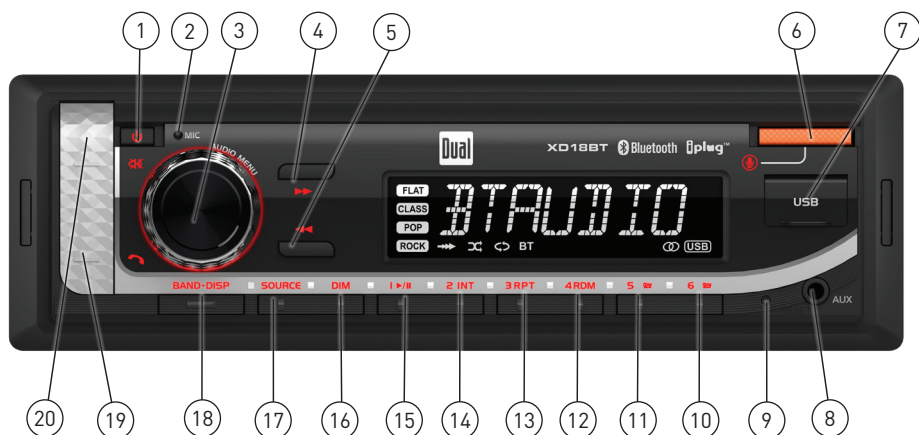 1 2 3 4 5 6 7
MIC
AUDIO MENU
Dual XD18BT Bluetooth iplug™
USB
FLAT
CLASS
POP
ROCK
BTAUDIO
BT USB
BAND•DISP SOURCE DIM 1 2 INT 3 RPT 4 RDM 5 6
AUX
20 19 18 17 16 15 14 13 12 11 10 9 8